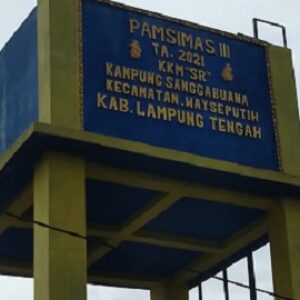 PAMSIMAS III
TA. 2021
KKM "SR"
KAMPUNG SANGGABUANA
KECAMATAN. WAYSEPUTIH
KAB. LAMPUNG TENGAH